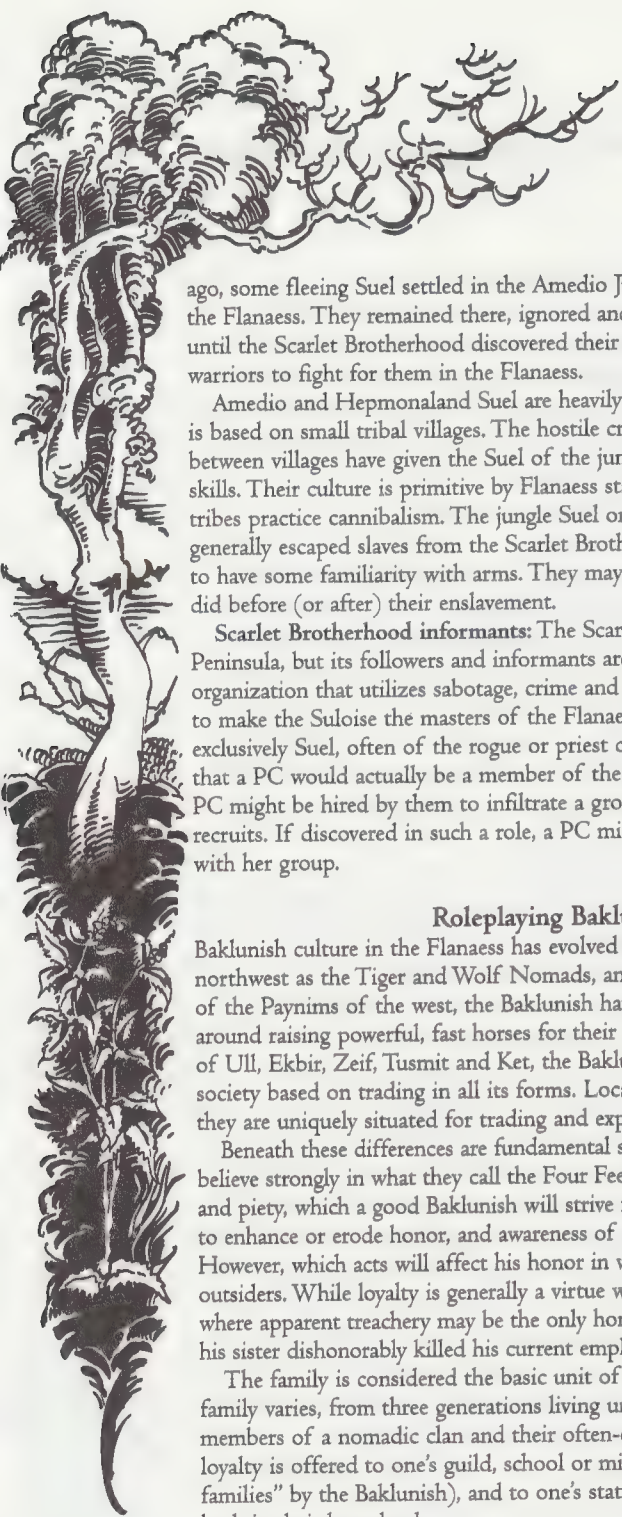 ago, some fleeing Suel settled in the Amedio J
the Flanaess. They remained there, ignored and
until the Scarlet Brotherhood discovered their
warriors to fight for them in the Flanaess.
Amedio and Hepmonaland Suel are heavily
is based on small tribal villages. The hostile cr
between villages have given the Suel of the jun
skills. Their culture is primitive by Flanaess st
tribes practice cannibalism. The jungle Suel or
generally escaped slaves from the Scarlet Broth
to have some familiarity with arms. They may
did before (or after) their enslavement.
Scarlet Brotherhood informants: The Scar
Peninsula, but its followers and informants are
organization that utilizes sabotage, crime and
to make the Suloise the masters of the Flanae
exclusively Suel, often of the rogue or priest c
that a PC would actually be a member of the
PC might be hired by them to infiltrate a gro
recruits. If discovered in such a role, a PC mi
with her group.
Roleplaying Baklu
Baklunish culture in the Flanaess has evolved
northwest as the Tiger and Wolf Nomads, an
of the Paynims of the west, the Baklunish ha
around raising powerful, fast horses for their
of Ull, Ekbir, Zeif, Tusmit and Ket, the Baklu
society based on trading in all its forms. Loca
they are uniquely situated for trading and exp
Beneath these differences are fundamental s
believe strongly in what they call the Four Fee
and piety, which a good Baklunish will strive
to enhance or erode honor, and awareness of
However, which acts will affect his honor in v
outsiders. While loyalty is generally a virtue w
where apparent treachery may be the only hon
his sister dishonorably killed his current empl
The family is considered the basic unit of
family varies, from three generations living un
members of a nomadic clan and their often-
loyalty is offered to one's guild, school or mi
families" by the Baklunish), and to one's stat